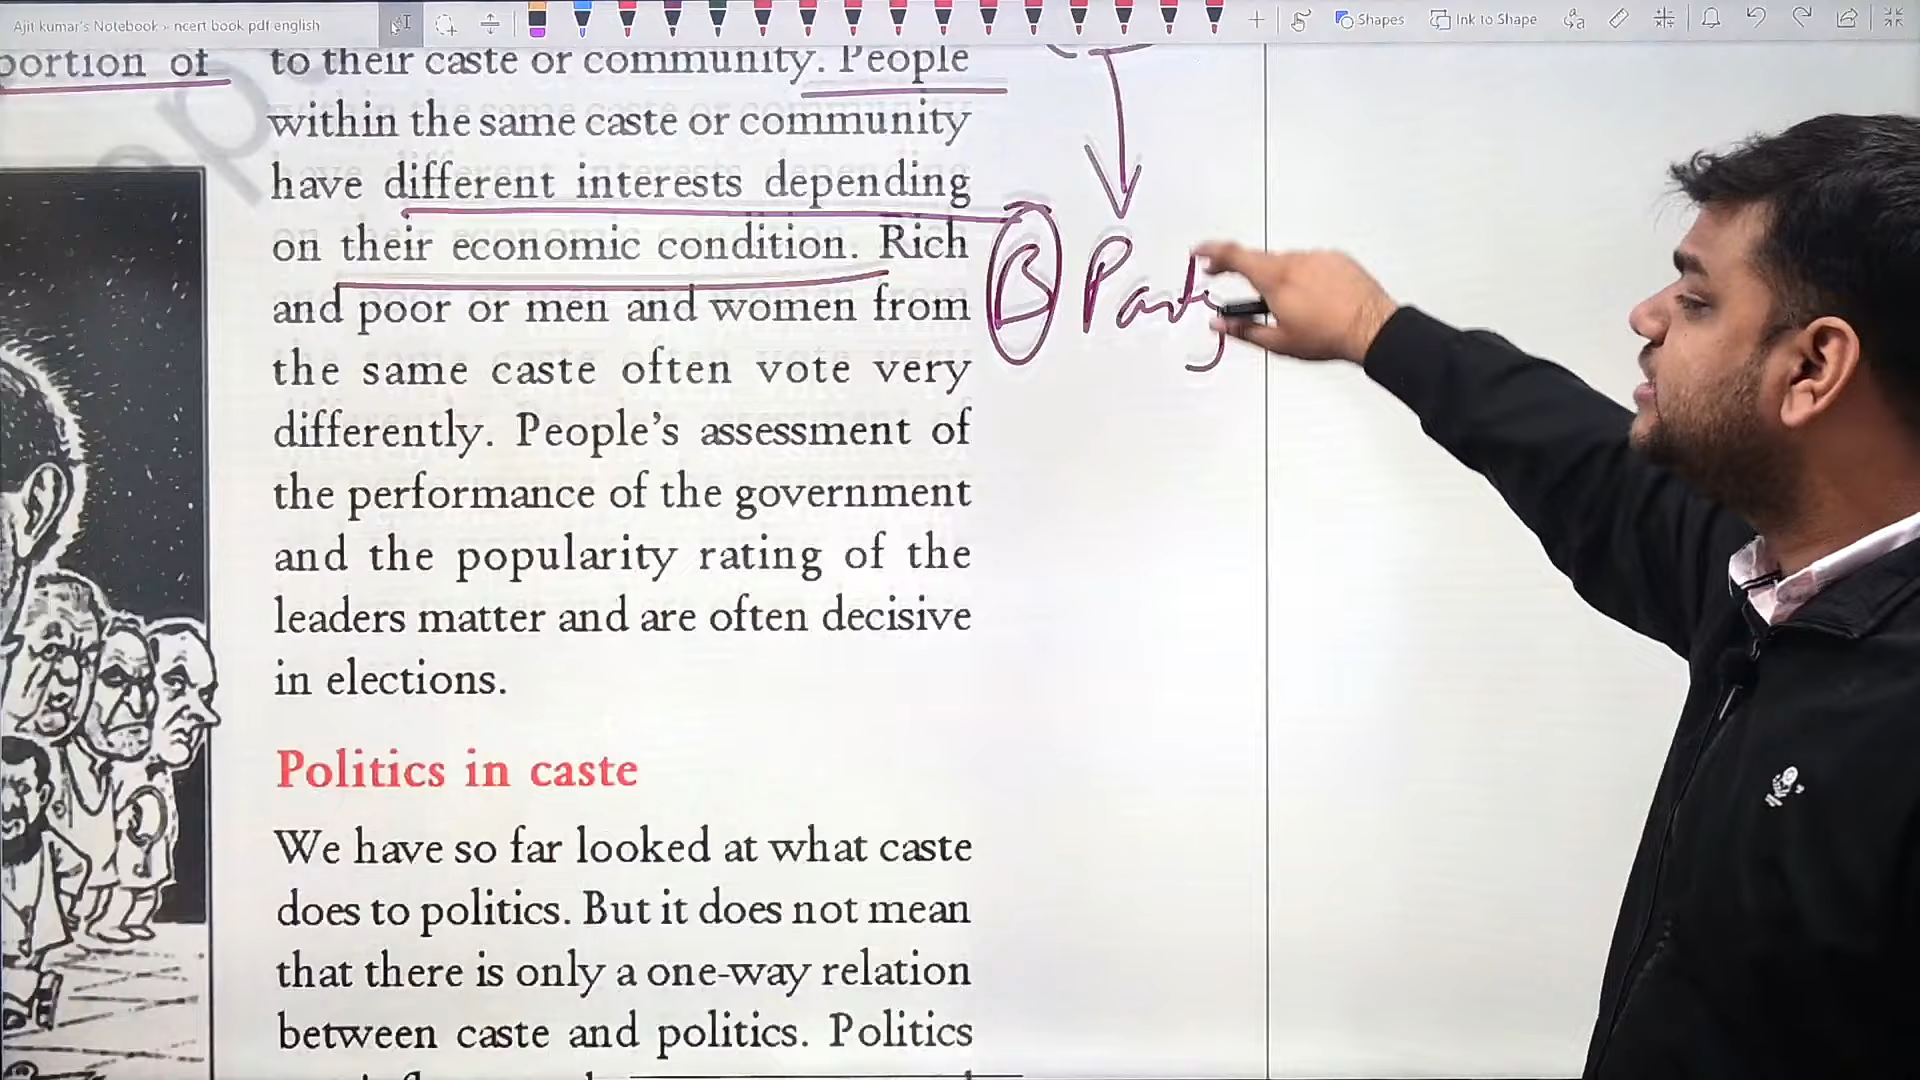 Ajit kumar's Notebook › ncert book pdf english
Shapes
Ink to Shape
portion of
to their caste or community. People
within the same caste or community
have different interests depending
on their economic condition. Rich
and poor or men and women from
the same caste often vote very
differently. People's assessment of
the performance of the government
and the popularity rating of the
leaders matter and are often decisive
in elections.
Politics in caste
We have so far looked at what caste
does to politics. But it does not mean
that there is only a one-way relation
between caste and politics. Politics
B Party